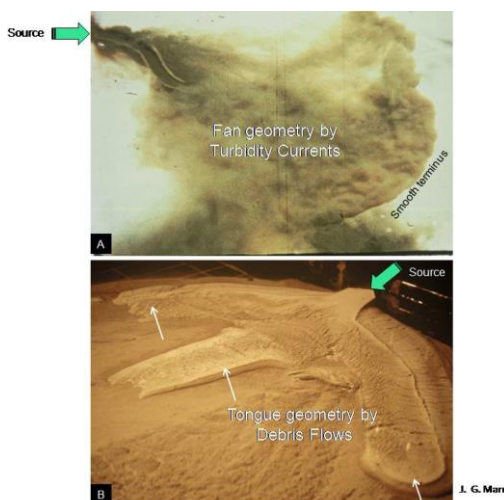 Source
Fan geometry by
Turbidity Currents
Smooth terminus
A
Source
Tongue geometry by
Debris Flows
B